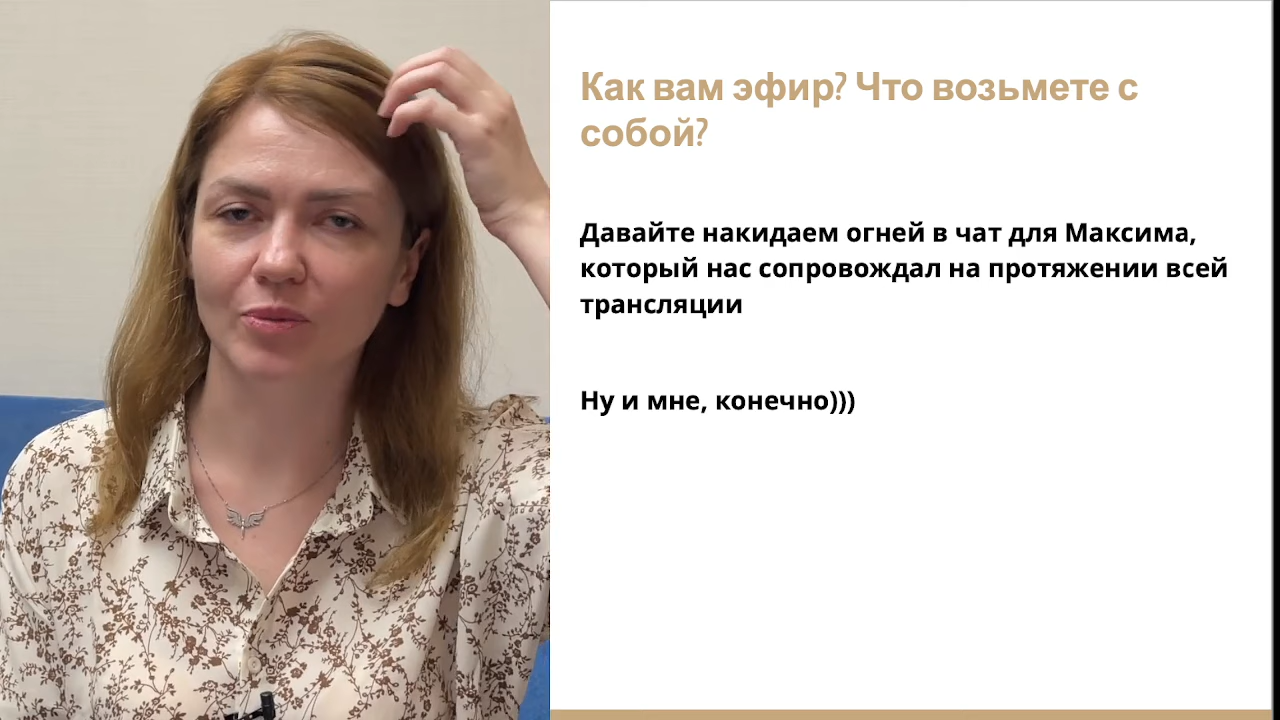 Как вам эфир? Что возьмете с
собой?
Давайте накидаем огней в чат для Максима,
который нас сопровождал на протяжении всей
трансляции
Ну и мне, конечно)))